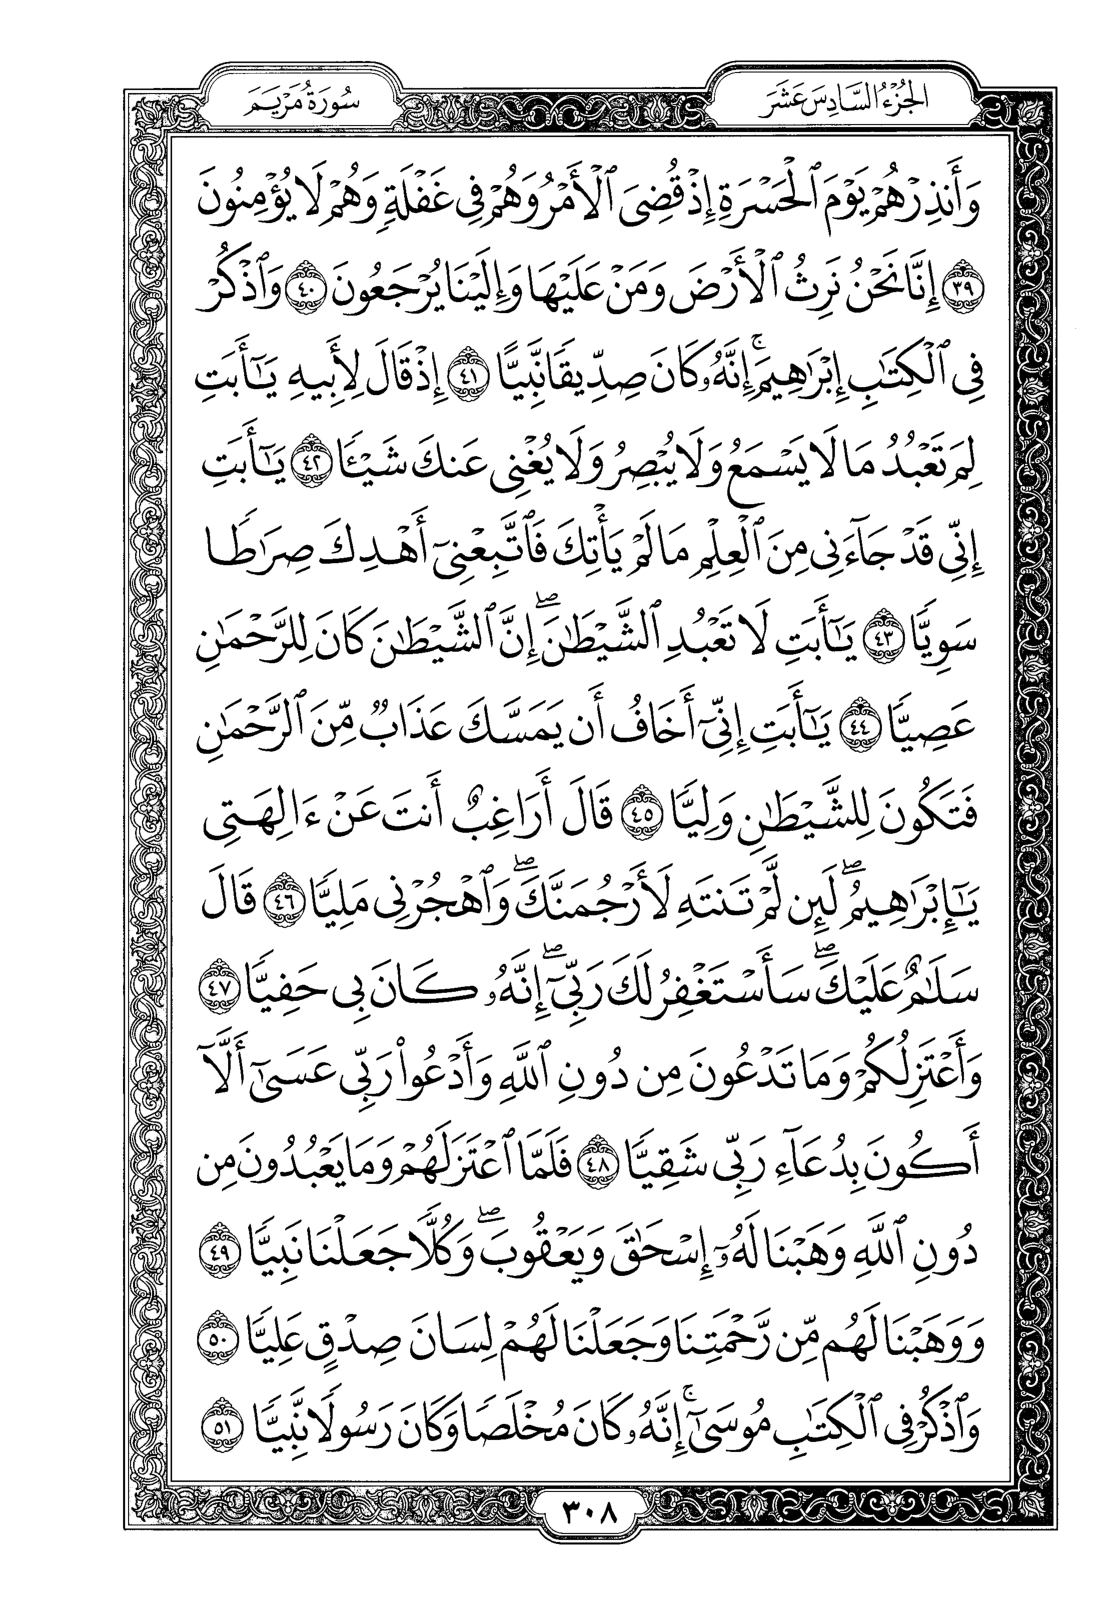 الجُزْءُ السَّادِسَ عَشَرَ
سُورَةُ مَرْيَمَ
وَأَنذِرْهُمْ يَوْمَ ٱلْحَسْرَةِ إِذْ قُضِىَ ٱلْأَمْرُ وَهُمْ فِى غَفْلَةٍۢ وَهُمْ لَا يُؤْمِنُونَ
٣٩ إِنَّا نَحْنُ نَرِثُ ٱلْأَرْضَ وَمَنْ عَلَيْهَا وَإِلَيْنَا يُرْجَعُونَ ٤٠ وَٱذْكُرْ
فِى ٱلْكِتَـٰبِ إِبْرَٰهِيمَ ۚ إِنَّهُۥ كَانَ صِدِّيقًا نَّبِيًّا ٤١ إِذْ قَالَ لِأَبِيهِ يَـٰٓأَبَتِ
لِمَ تَعْبُدُ مَا لَا يَسْمَعُ وَلَا يُبْصِرُ وَلَا يُغْنِى عَنكَ شَيْـًٔا ٤٢ يَـٰٓأَبَتِ
إِنِّى قَدْ جَآءَنِى مِنَ ٱلْعِلْمِ مَا لَمْ يَأْتِكَ فَٱتَّبِعْنِىٓ أَهْدِكَ صِرَٰطًا
سَوِيًّا ٤٣ يَـٰٓأَبَتِ لَا تَعْبُدِ ٱلشَّيْطَـٰنَ ۖ إِنَّ ٱلشَّيْطَـٰنَ كَانَ لِلرَّحْمَـٰنِ
عَصِيًّا ٤٤ يَـٰٓأَبَتِ إِنِّىٓ أَخَافُ أَن يَمَسَّكَ عَذَابٌ مِّنَ ٱلرَّحْمَـٰنِ
فَتَكُونَ لِلشَّيْطَـٰنِ وَلِيًّا ٤٥ قَالَ أَرَاغِبٌ أَنتَ عَنْ ءَالِهَتِى
يَـٰٓإِبْرَٰهِيمُ ۖ لَئِن لَّمْ تَنتَهِ لَأَرْجُمَنَّكَ ۖ وَٱهْجُرْنِى مَلِيًّا ٤٦ قَالَ
سَلَـٰمٌ عَلَيْكَ ۖ سَأَسْتَغْفِرُ لَكَ رَبِّىٓ ۖ إِنَّهُۥ كَانَ بِى حَفِيًّا ٤٧
وَأَعْتَزِلُكُمْ وَمَا تَدْعُونَ مِن دُونِ ٱللَّهِ وَأَدْعُوا۟ رَبِّى عَسَىٰٓ أَلَّآ
أَكُونَ بِدُعَآءِ رَبِّى شَقِيًّا ٤٨ فَلَمَّا ٱعْتَزَلَهُمْ وَمَا يَعْبُدُونَ مِن
دُونِ ٱللَّهِ وَهَبْنَا لَهُۥٓ إِسْحَـٰقَ وَيَعْقُوبَ ۖ وَكُلًّا جَعَلْنَا نَبِيًّا ٤٩
وَوَهَبْنَا لَهُم مِّن رَّحْمَتِنَا وَجَعَلْنَا لَهُمْ لِسَانَ صِدْقٍ عَلِيًّا ٥٠
وَٱذْكُرْ فِى ٱلْكِتَـٰبِ مُوسَىٰٓ ۚ إِنَّهُۥ كَانَ مُخْلَصًا وَكَانَ رَسُولًا نَّبِيًّا ٥١
٣٠٨